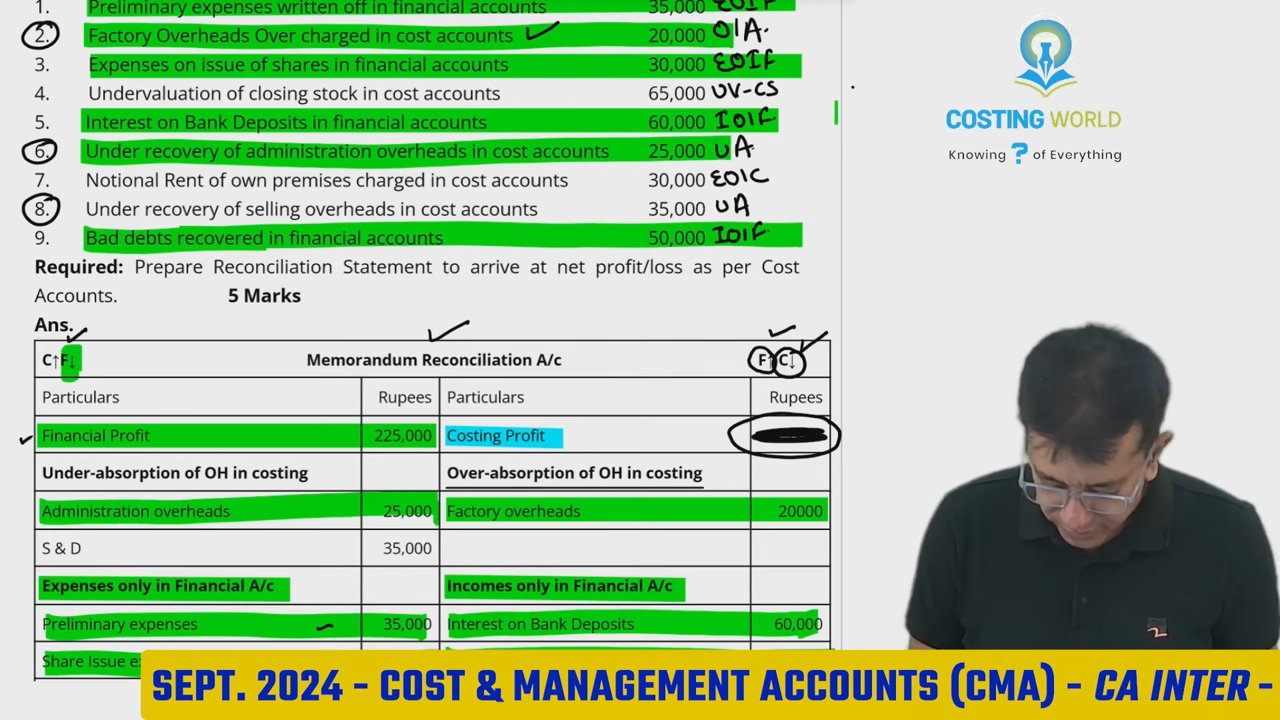 1. Preliminary expenses written off in financial accounts 35,000 EOIF
2. Factory Overheads Over charged in cost accounts 20,000 O/A.
3. Expenses on issue of shares in financial accounts 30,000 EOIF
4. Undervaluation of closing stock in cost accounts 65,000 UV-CS
5. Interest on Bank Deposits in financial accounts 60,000 IOIF
6. Under recovery of administration overheads in cost accounts 25,000 UA
7. Notional Rent of own premises charged in cost accounts 30,000 EOIC
8. Under recovery of selling overheads in cost accounts 35,000 UA
9. Bad debts recovered in financial accounts 50,000 IOIF
Required: Prepare Reconciliation Statement to arrive at net profit/loss as per Cost
Accounts. 5 Marks
Ans.
C↑F↓ Memorandum Reconciliation A/c F↑C↓
Particulars Rupees Particulars Rupees
Financial Profit 225,000 Costing Profit
Under-absorption of OH in costing Over-absorption of OH in costing
Administration overheads 25,000 Factory overheads 20000
S & D 35,000
Expenses only in Financial A/c Incomes only in Financial A/c
Preliminary expenses 35,000 Interest on Bank Deposits 60,000
Share Issue
COSTING WORLD
Knowing ? of Everything
SEPT. 2024 - COST & MANAGEMENT ACCOUNTS (CMA) - CA INTER -